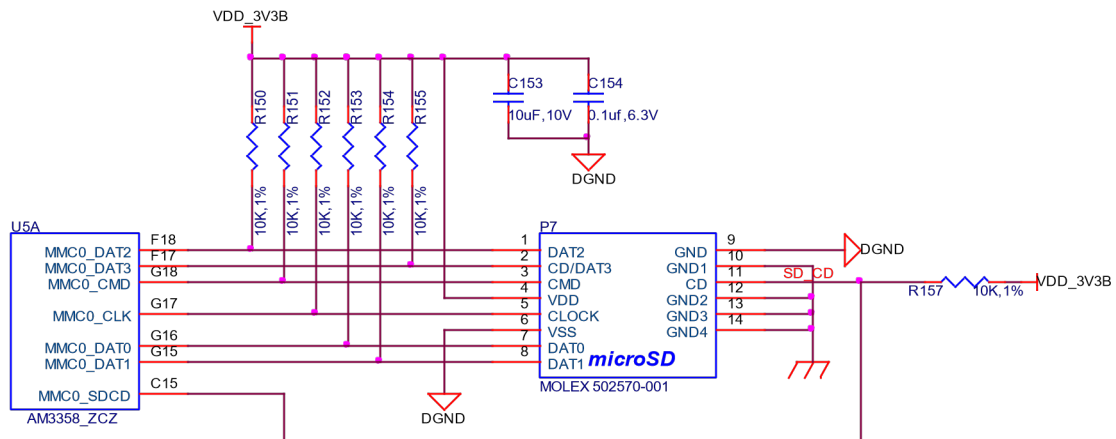 VDD_3V3B
R150
R151
R152
R153
R154
R155
10K,1%
10K,1%
10K,1%
10K,1%
10K,1%
10K,1%
C153
10uF,10V
C154
0.1uf,6.3V
DGND
U5A
MMC0_DAT2
F18
MMC0_DAT3
F17
MMC0_CMD
G18
MMC0_CLK
G17
MMC0_DAT0
G16
MMC0_DAT1
G15
MMC0_SDCD
C15
AM3358_ZCZ
P7
1
DAT2
2
CD/DAT3
3
CMD
4
VDD
5
CLOCK
6
VSS
7
DAT0
8
DAT1
microSD
GND
9
GND1
10
CD
11
GND2
12
GND3
13
GND4
14
MOLEX 502570-001
DGND
DGND
SD_CD
R157
10K,1%
VDD_3V3B